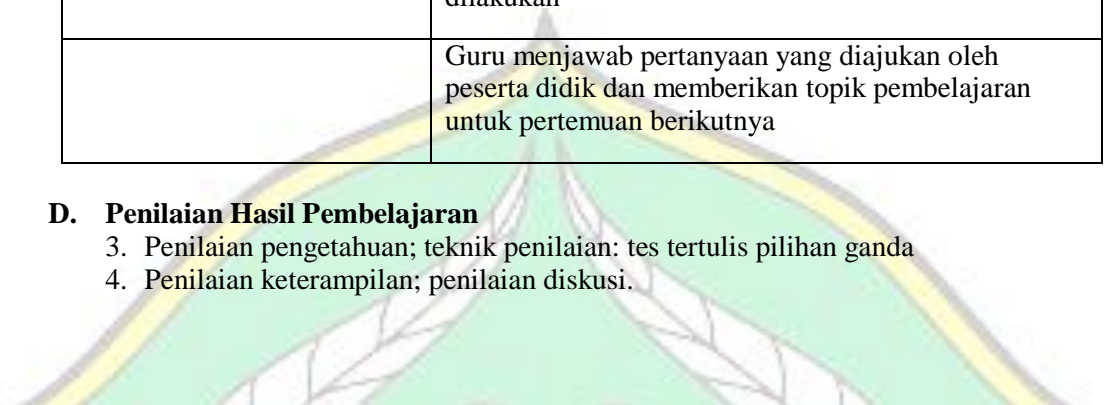 dilakukan
Guru menjawab pertanyaan yang diajukan oleh
peserta didik dan memberikan topik pembelajaran
untuk pertemuan berikutnya
D. Penilaian Hasil Pembelajaran
3. Penilaian pengetahuan; teknik penilaian: tes tertulis pilihan ganda
4. Penilaian keterampilan; penilaian diskusi.